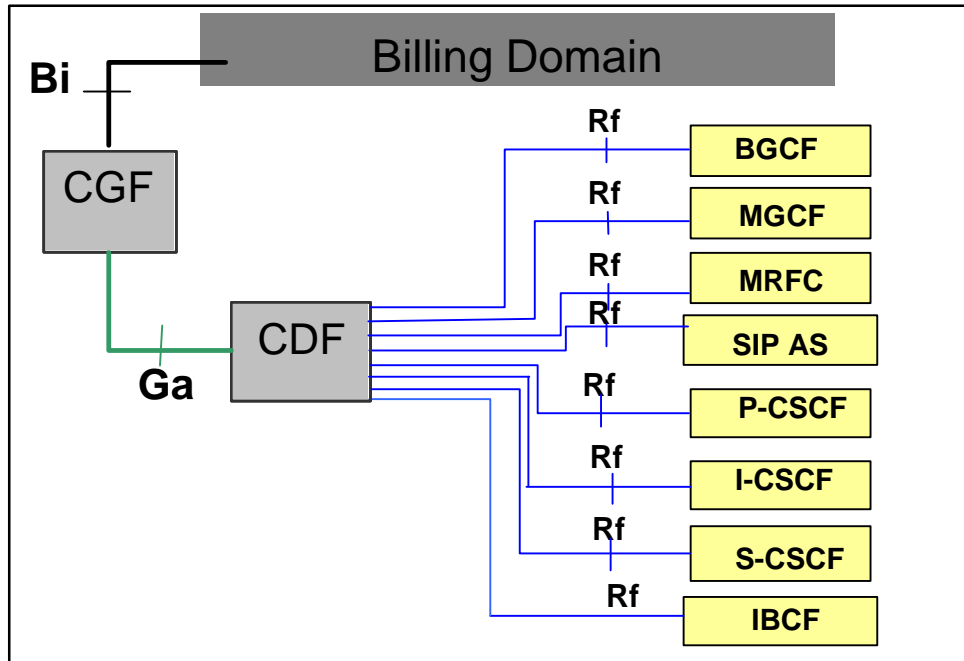 Billing Domain
Bi
CGF
Rf
BGCF
Rf
MGCF
Rf
MRFC
Rf
SIP AS
CDF
Ga
Rf
P-CSCF
Rf
I-CSCF
Rf
S-CSCF
Rf
IBCF